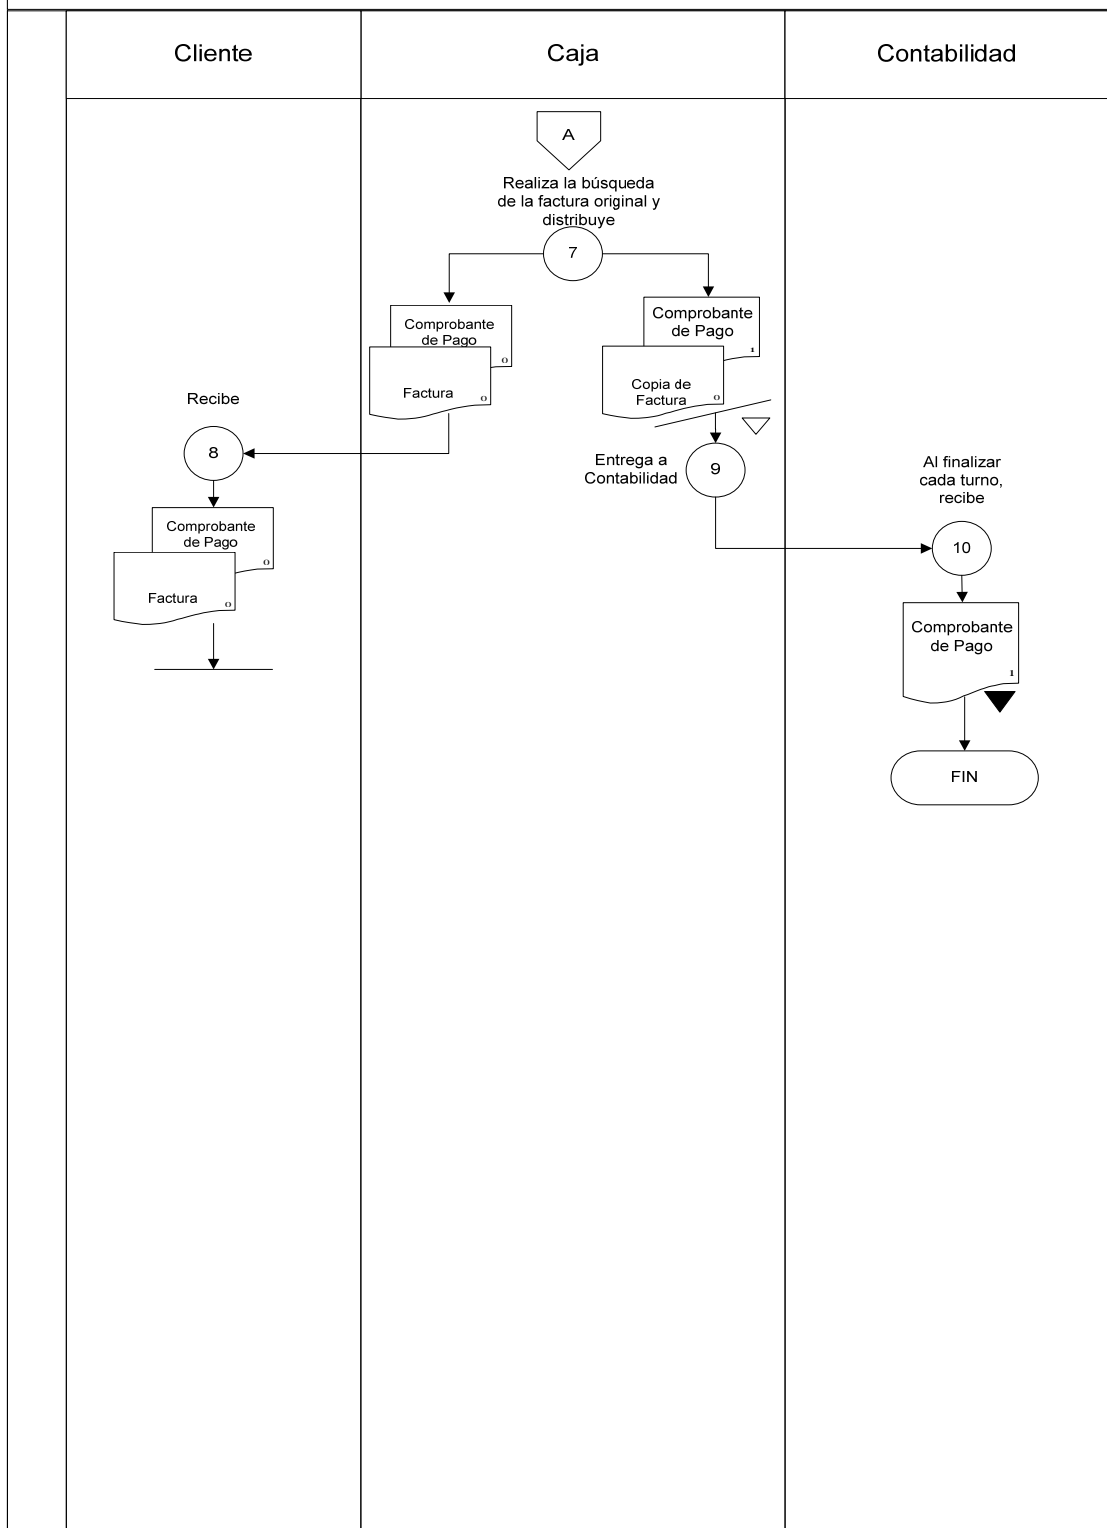 Cliente
Caja
Contabilidad
A
Realiza la búsqueda
de la factura original y
distribuye
7
Comprobante
de Pago
O
Factura
O
Comprobante
de Pago
1
Copia de
Factura
O
Recibe
8
Entrega a
Contabilidad
9
Al finalizar
cada turno,
recibe
10
Comprobante
de Pago
O
Factura
O
Comprobante
de Pago
1
FIN